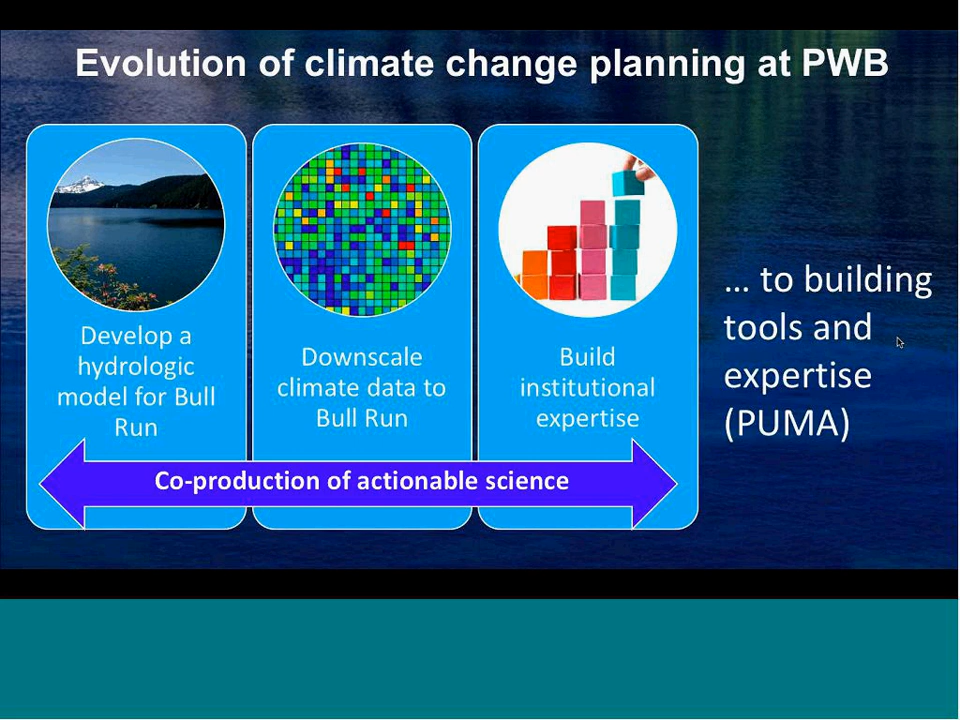 Evolution of climate change planning at PWB
Develop a
hydrologic
model for Bull
Run
Downscale
climate data to
Bull Run
Build
institutional
expertise
Co-production of actionable science
... to building
tools and
expertise
(PUMA)